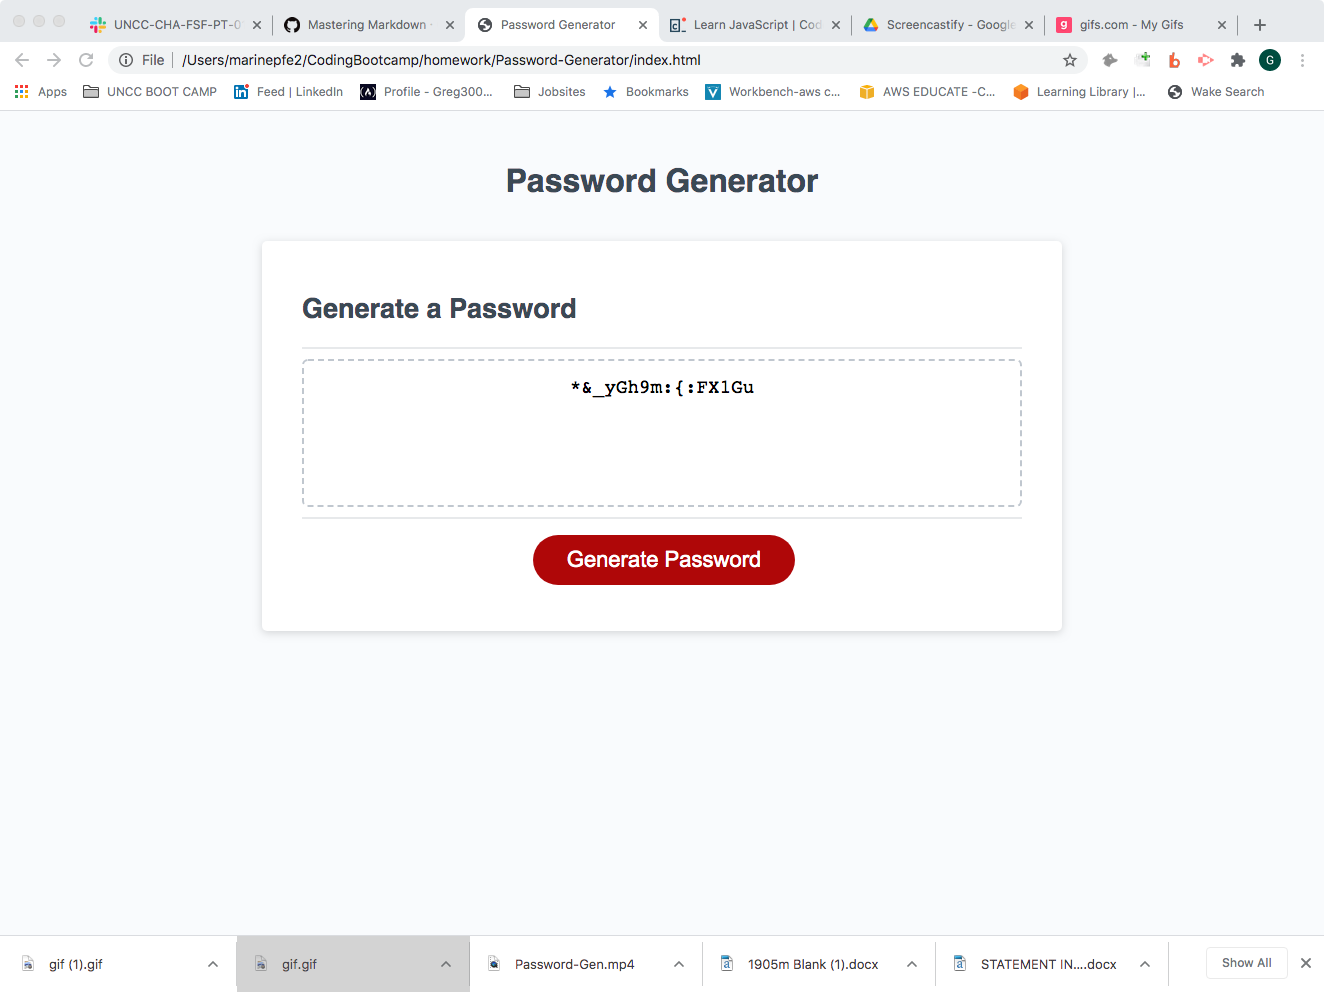 UNCC-CHA-FSF-PT-0
Mastering Markdown
Password Generator
Learn JavaScript | Cod
Screencastify - Google
gifs.com - My Gifs
File
/Users/marinepfe2/CodingBootcamp/homework/Password-Generator/index.html
G
Apps
UNCC BOOT CAMP
Feed | LinkedIn
Profile - Greg300...
Jobsites
Bookmarks
Workbench-aws c...
AWS EDUCATE -C...
Learning Library |...
Wake Search
Password Generator
Generate a Password
*&_yGh9m:{:FX1Gu
Generate Password
gif (1).gif
gif.gif
Password-Gen.mp4
1905m Blank (1).docx
STATEMENT IN....docx
Show All